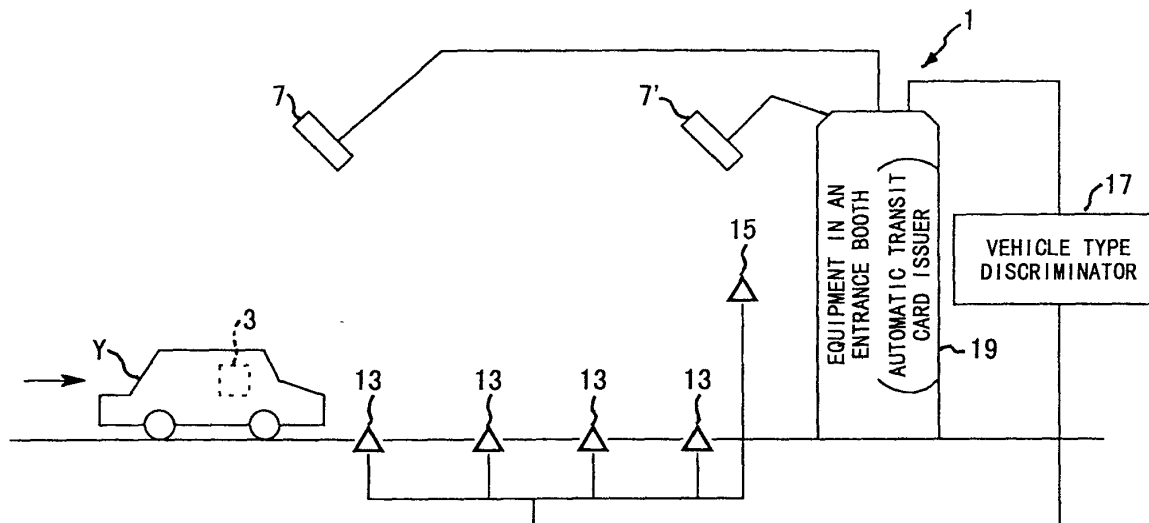 1
7
7'
17
EQUIPMENT IN AN
ENTRANCE BOOTH
AUTOMATIC TRANSIT
CARD ISSUER
15
VEHICLE TYPE
DISCRIMINATOR
3
Y
19
13
13
13
13